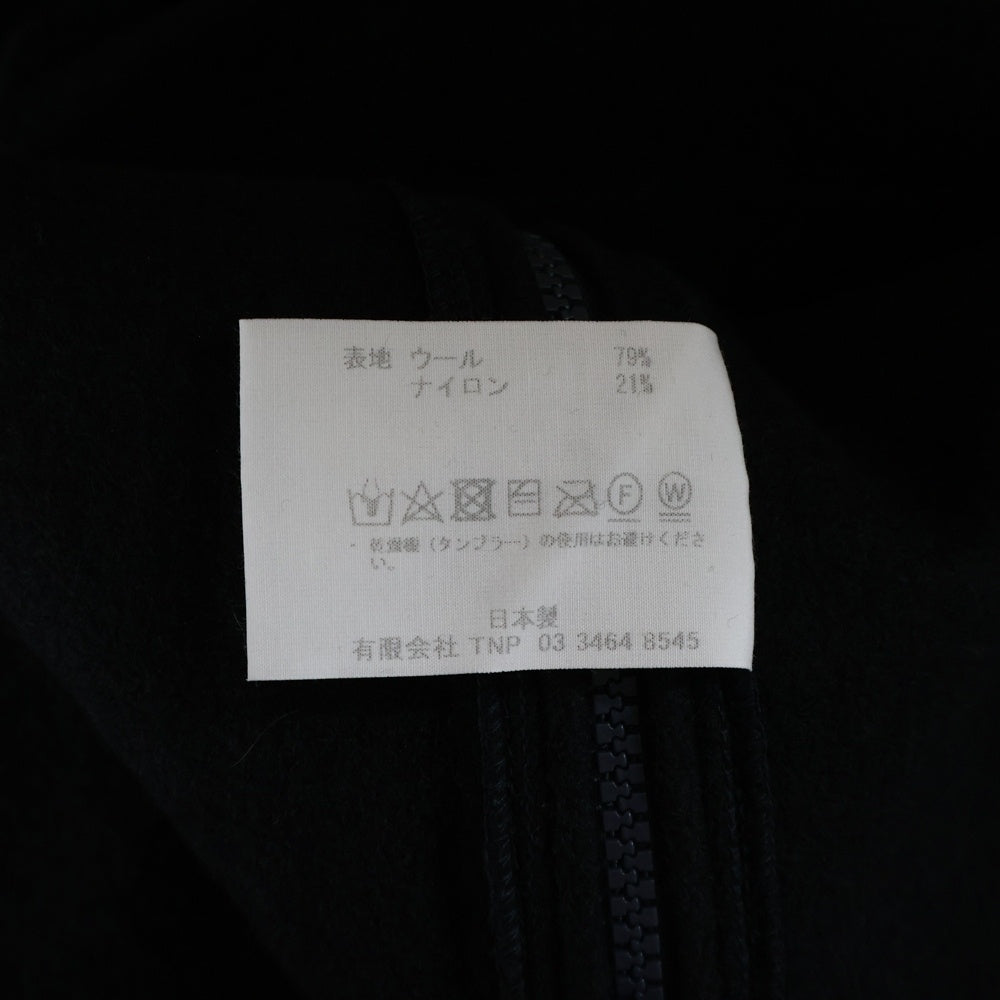 表地 ウール 79%
ナイロン 21%
F W
・ 乾燥機（タンブラー）の使用はお避けくださ
い。
日本製
有限会社 TNP 03 3464 8545